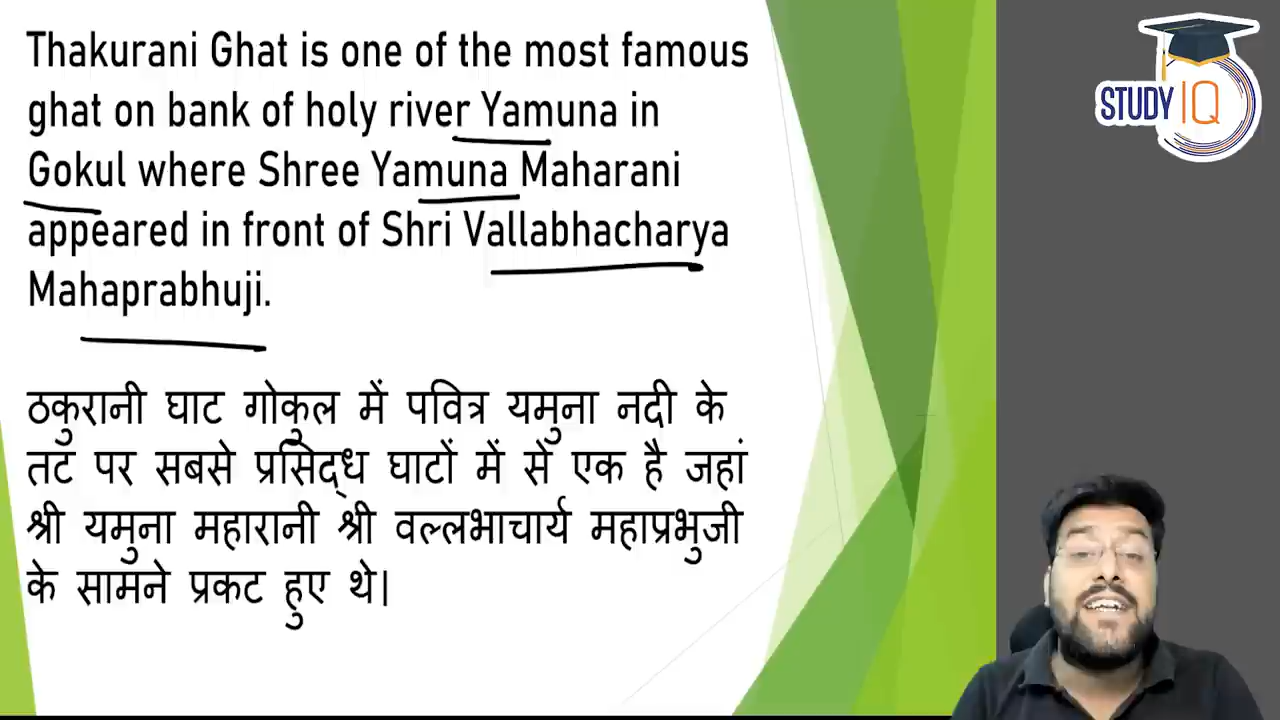 Thakurani Ghat is one of the most famous
ghat on bank of holy river Yamuna in
Gokul where Shree Yamuna Maharani
appeared in front of Shri Vallabhacharya
Mahaprabhuji.
ठकुरानी घाट गोकुल में पवित्र यमुना नदी के
तट पर सबसे प्रसिद्ध घाटों में से एक है जहां
श्री यमुना महारानी श्री वल्लभाचार्य महाप्रभुजी
के सामने प्रकट हुए थे।
STUDY IQ